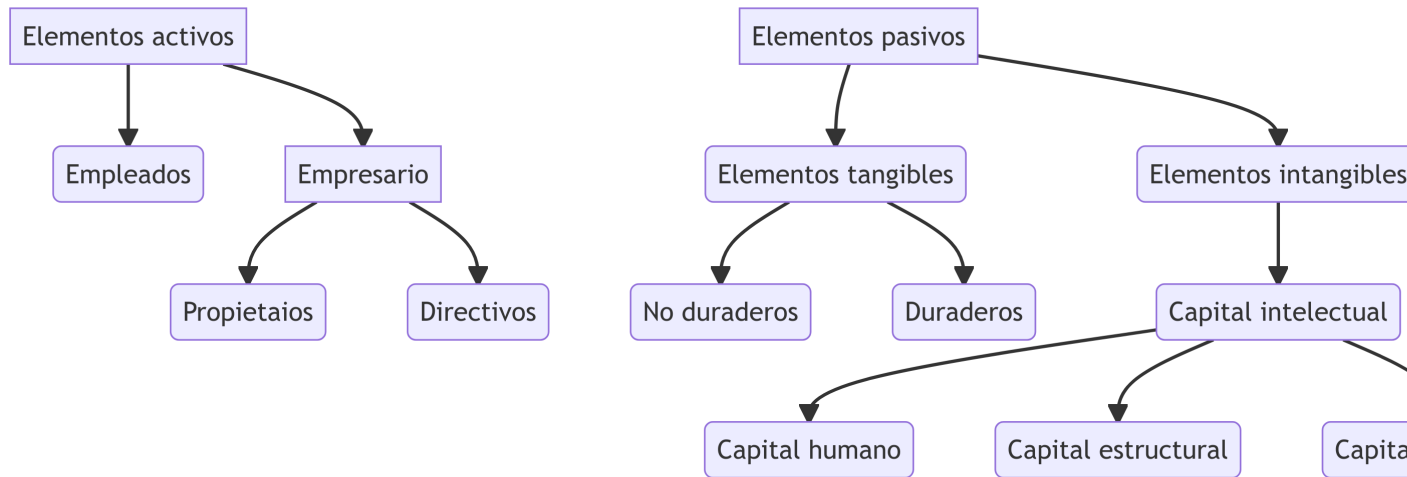 Elementos activos
Elementos pasivos
Empleados
Empresario
Elementos tangibles
Elementos intangibles
Propietaios
Directivos
No duraderos
Duraderos
Capital intelectual
Capital humano
Capital estructural